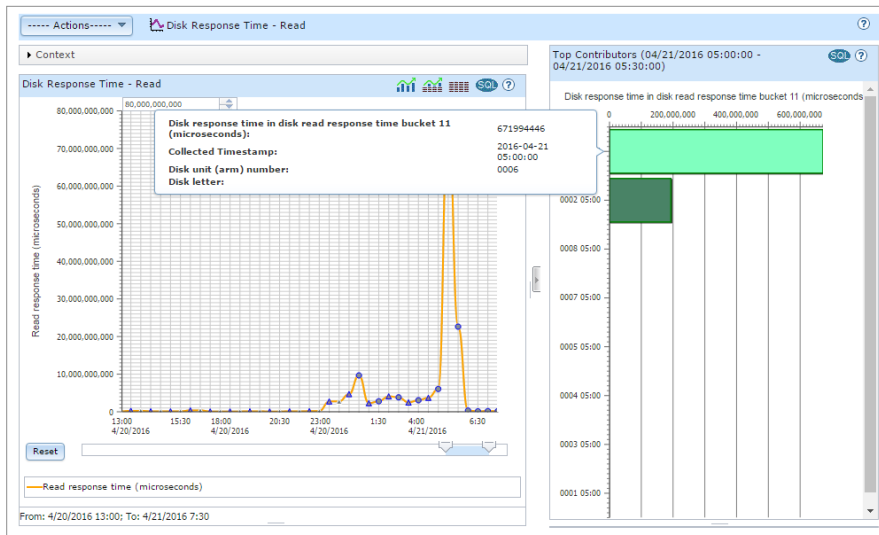 ----- Actions-----
Disk Response Time - Read
?
Context
Disk Response Time - Read
SQL ?
80,000,000,000
80,000,000,000
70,000,000,000
60,000,000,000
50,000,000,000
40,000,000,000
30,000,000,000
20,000,000,000
10,000,000,000
0
Read response time (microseconds)
13:00
4/20/2016
15:30
18:00
4/20/2016
20:30
23:00
4/20/2016
1:30
4:00
4/21/2016
6:30
Disk response time in disk read response time bucket 11
(microseconds):
671994446
Collected Timestamp:
2016-04-21
05:00:00
Disk unit (arm) number:
0006
Disk letter:
Reset
Read response time (microseconds)
From: 4/20/2016 13:00; To: 4/21/2016 7:30
Top Contributors (04/21/2016 05:00:00 -
04/21/2016 05:30:00)
SQL ?
Disk response time in disk read response time bucket 11 (microseconds
0
200,000,000
400,000,000
600,000,000
0002 05:00
0008 05:00
0007 05:00
0005 05:00
0004 05:00
0003 05:00
0001 05:00